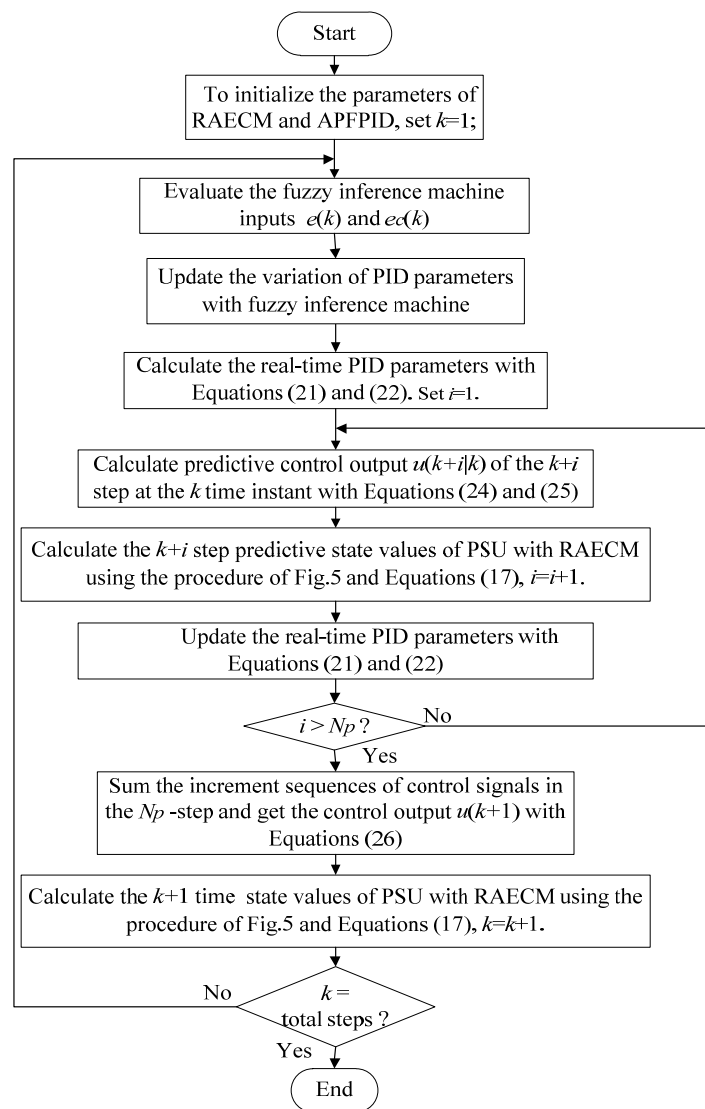 Start
To initialize the parameters of
RAECM and APFPID, set k=1;
Evaluate the fuzzy inference machine
inputs e(k) and ec(k)
Update the variation of PID parameters
with fuzzy inference machine
Calculate the real-time PID parameters with
Equations (21) and (22). Set i=1.
Calculate predictive control output u(k+i|k) of the k+i
step at the k time instant with Equations (24) and (25)
Calculate the k+i step predictive state values of PSU with RAECM
using the procedure of Fig.5 and Equations (17), i=i+1.
Update the real-time PID parameters with
Equations (21) and (22)
i > Np ?
No
Yes
Sum the increment sequences of control signals in
the Np -step and get the control output u(k+1) with
Equations (26)
Calculate the k+1 time state values of PSU with RAECM using the
procedure of Fig.5 and Equations (17), k=k+1.
No
k =
total steps ?
Yes
End